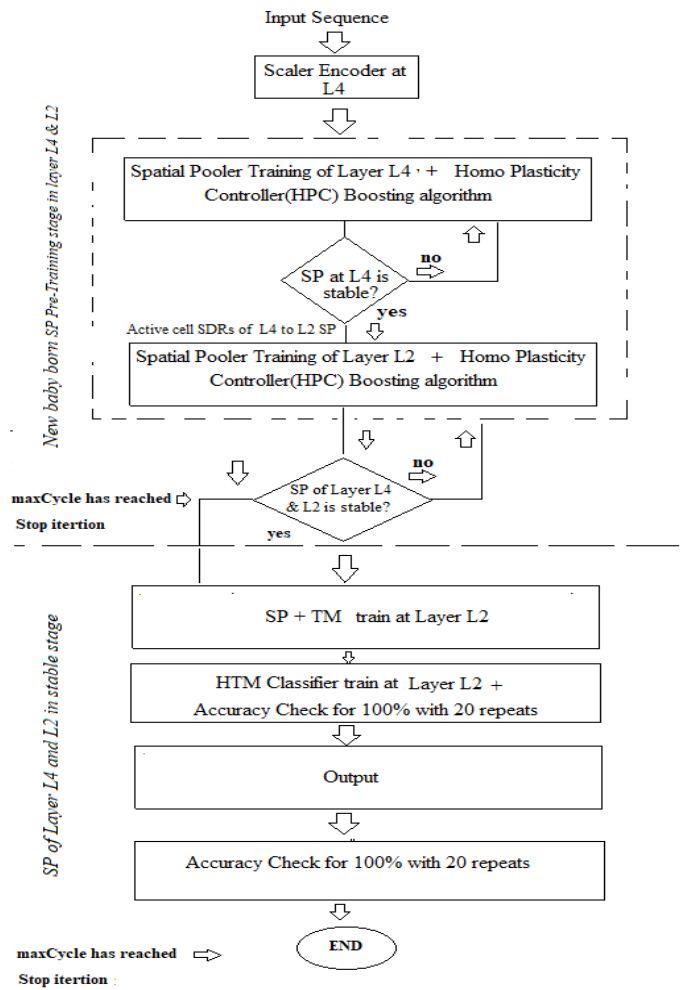 Input Sequence
Scaler Encoder at
L4
New baby born SP Pre-Training stage in layer L4 & L2
Spatial Pooler Training of Layer L4 + Homo Plasticity
Controller(HPC) Boosting algorithm
no
SP at L4 is
stable?
yes
Active cell SDRs of L4 to L2 SP
Spatial Pooler Training of Layer L2 + Homo Plasticity
Controller(HPC) Boosting algorithm
no
SP of Layer L4
& L2 is stable?
maxCycle has reached
Stop itertion
yes
SP of Layer L4 and L2 in stable stage
SP + TM train at Layer L2
HTM Classifier train at Layer L2 +
Accuracy Check for 100% with 20 repeats
Output
Accuracy Check for 100% with 20 repeats
END
maxCycle has reached
Stop itertion :